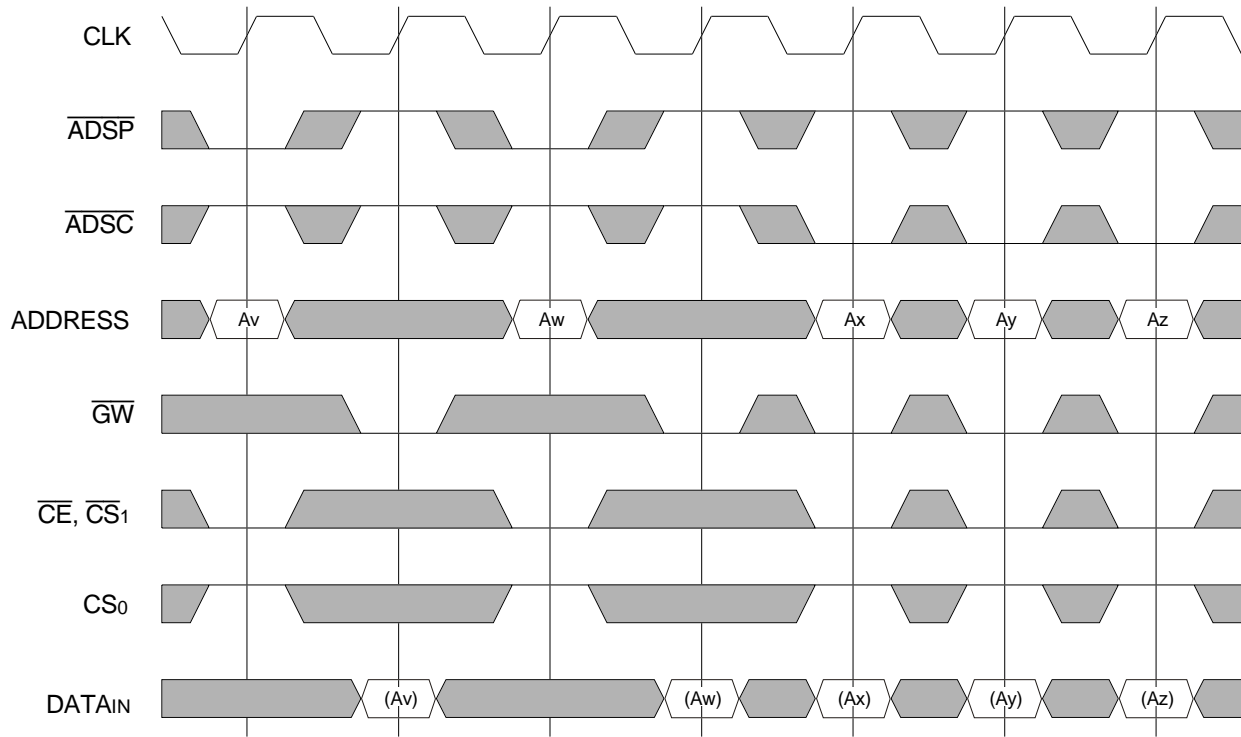 CLK
ADSP
ADSC
ADDRESS Av Aw Ax Ay Az
GW
CE, CS1
CS0
DATAIN (Av) (Aw) (Ax) (Ay) (Az)